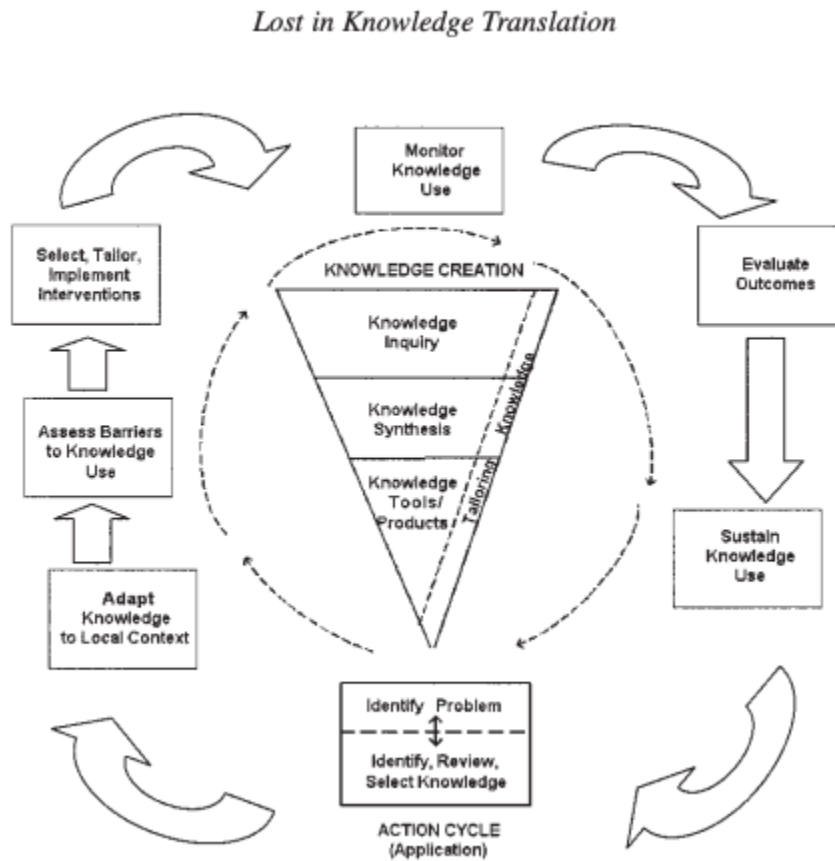 Lost in Knowledge Translation
Monitor
Knowledge
Use
Select, Tailor,
Implement
Interventions
Evaluate
Outcomes
KNOWLEDGE CREATION
Knowledge
Inquiry
Knowledge
Synthesis
Knowledge
Tools/
Products
Tailoring Knowledge
Assess Barriers
to Knowledge
Use
Sustain
Knowledge
Use
Adapt
Knowledge
to Local Context
Identify Problem
Identify, Review,
Select Knowledge
ACTION CYCLE
(Application)